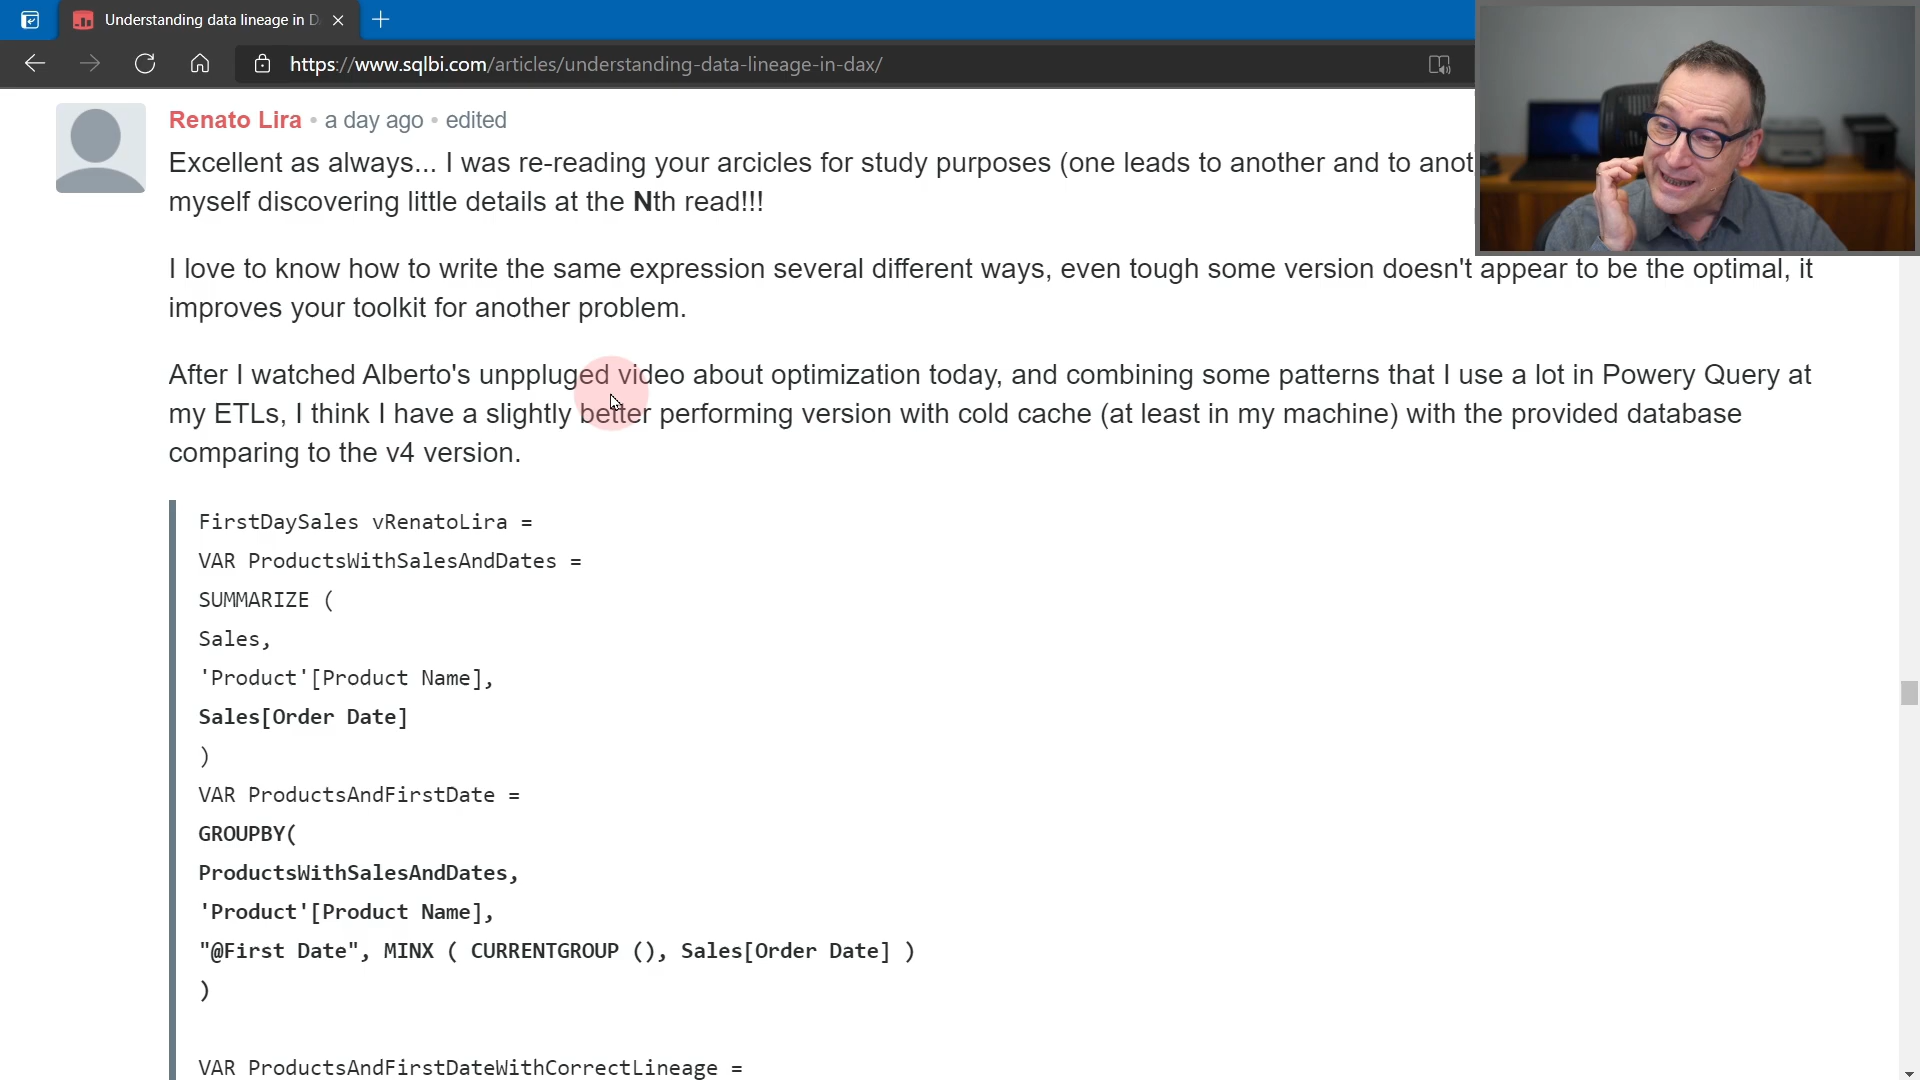 Understanding data lineage in D
https://www.sqlbi.com/articles/understanding-data-lineage-in-dax/
Renato Lira • a day ago • edited
Excellent as always... I was re-reading your arcicles for study purposes (one leads to another and to anot
myself discovering little details at the Nth read!!!
I love to know how to write the same expression several different ways, even tough some version doesn't appear to be the optimal, it
improves your toolkit for another problem.
After I watched Alberto's unppluged video about optimization today, and combining some patterns that I use a lot in Powery Query at
my ETLs, I think I have a slightly better performing version with cold cache (at least in my machine) with the provided database
comparing to the v4 version.
FirstDaySales vRenatoLira =
VAR ProductsWithSalesAndDates =
SUMMARIZE (
Sales,
'Product'[Product Name],
Sales[Order Date]
)
VAR ProductsAndFirstDate =
GROUPBY(
ProductsWithSalesAndDates,
'Product'[Product Name],
"@First Date", MINX ( CURRENTGROUP (), Sales[Order Date] )
)
VAR ProductsAndFirstDateWithCorrectLineage =